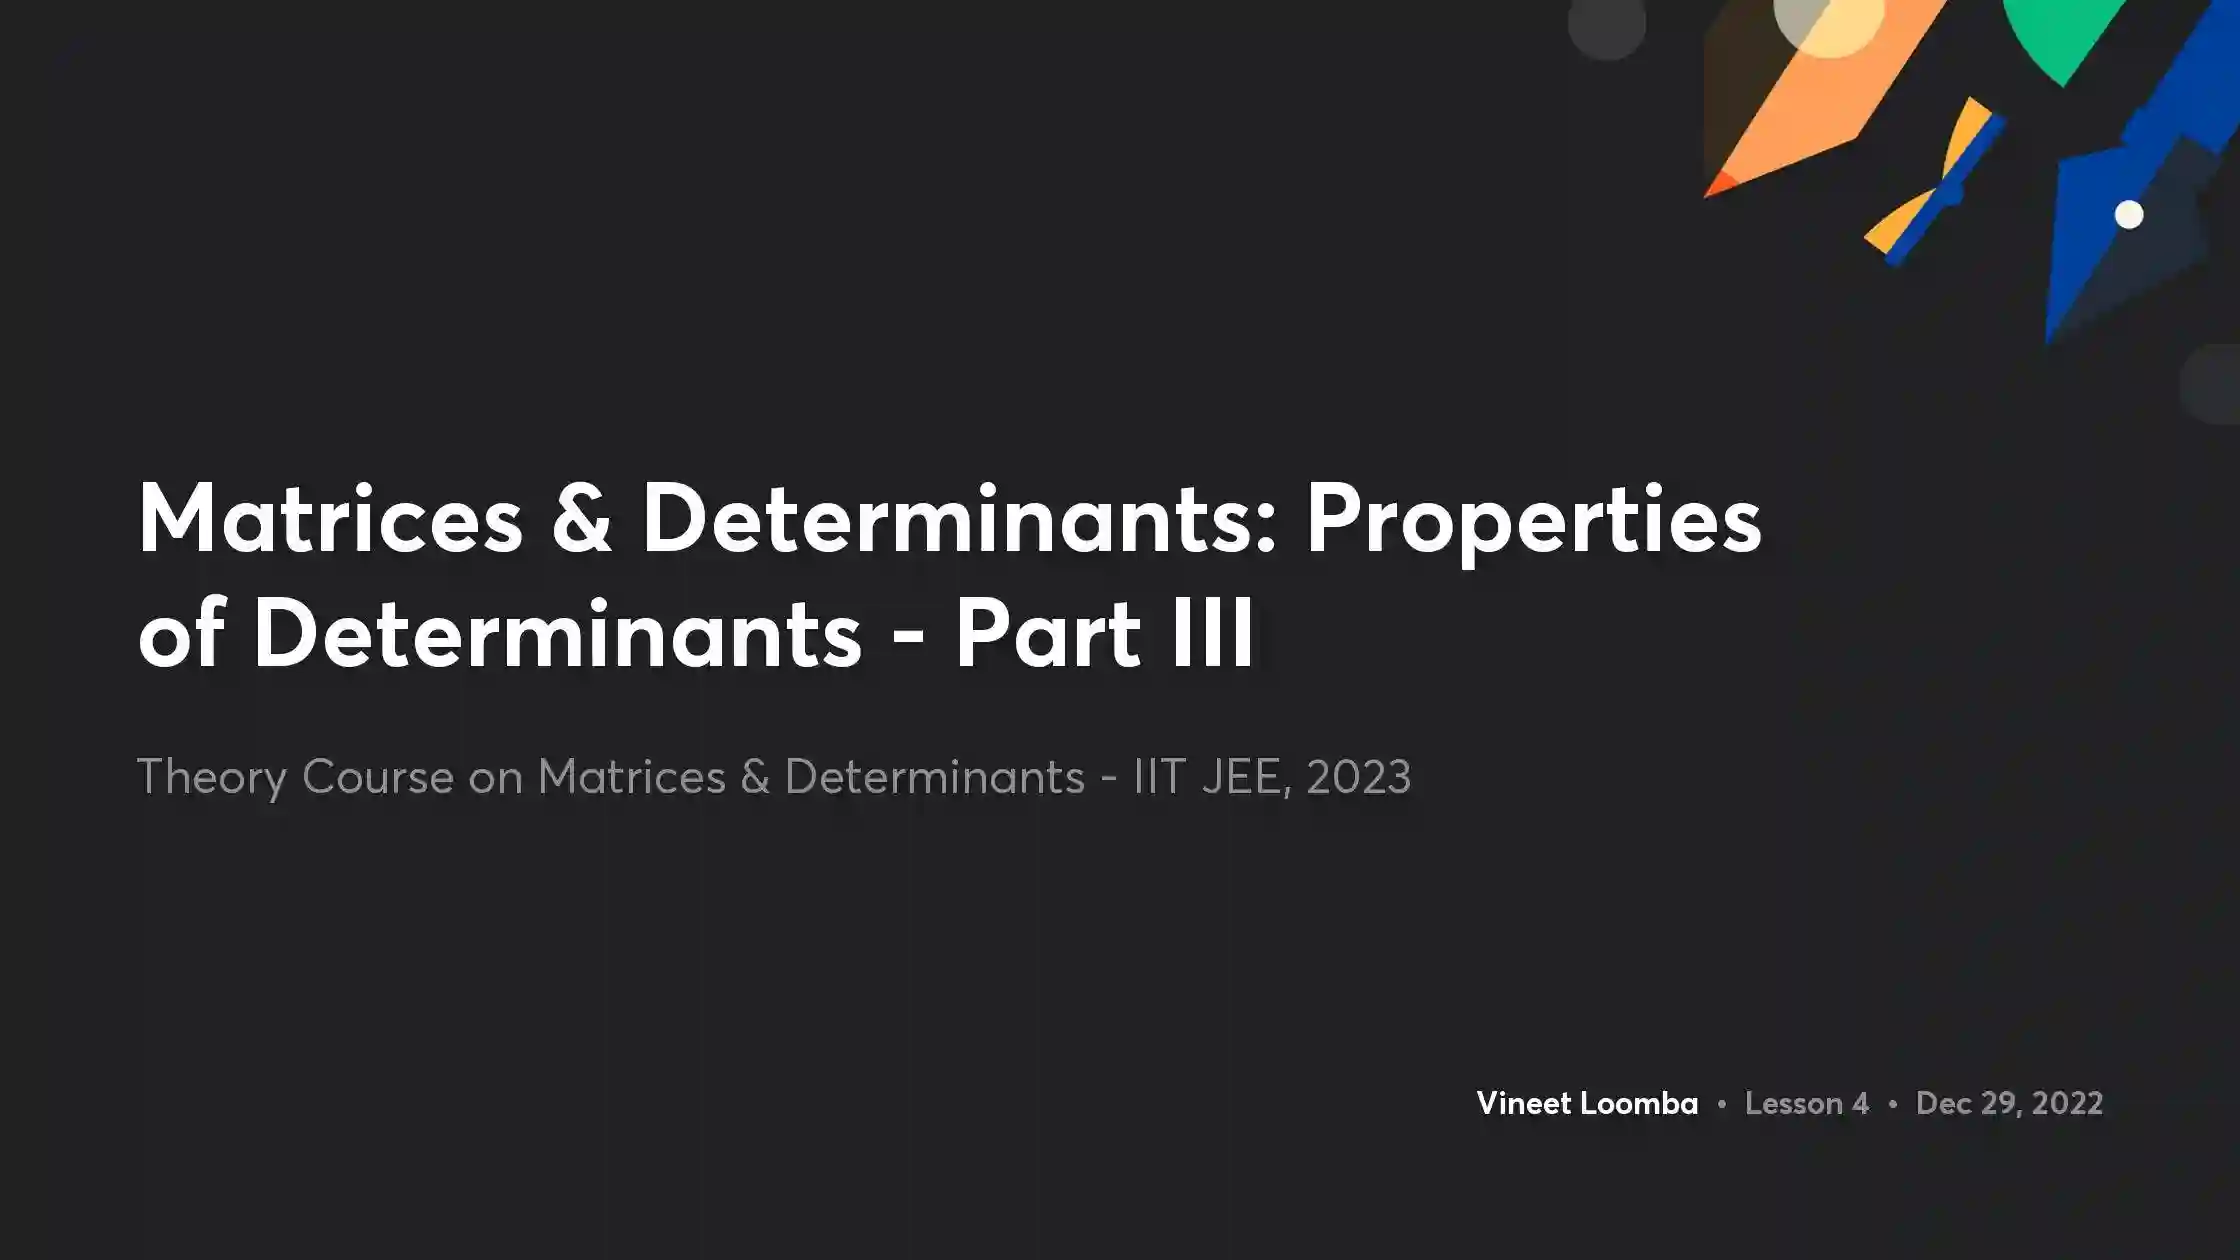 Matrices & Determinants: Properties
of Determinants - Part III
Theory Course on Matrices & Determinants - IIT JEE, 2023
Vineet Loomba • Lesson 4 • Dec 29, 2022